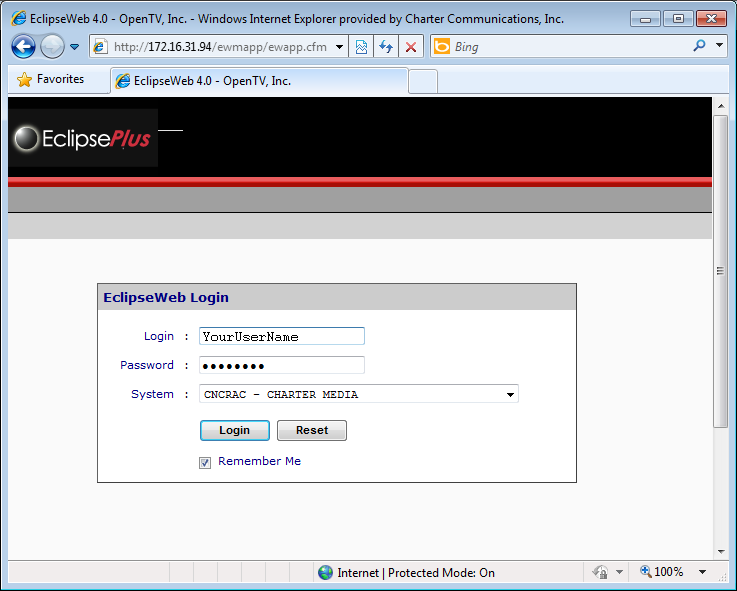 EclipseWeb 4.0 - OpenTV, Inc. - Windows Internet Explorer provided by Charter Communications, Inc.
http://172.16.31.94/ewmapp/ewapp.cfm
Bing
Favorites
EclipseWeb 4.0 - OpenTV, Inc.
EclipsePlus
EclipseWeb Login
Login : YourUserName
Password : ●●●●●●●●
System : CNCRAC - CHARTER MEDIA
Login Reset
Remember Me
Internet | Protected Mode: On 100%